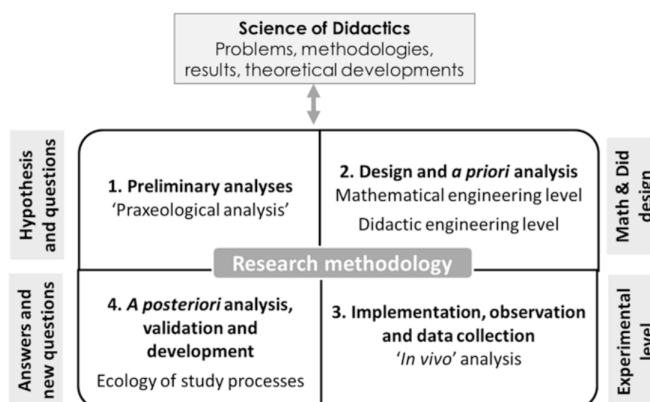 Science of Didactics
Problems, methodologies,
results, theoretical developments
Hypothesis
and questions
1. Preliminary analyses
‘Praxeological analysis’
2. Design and a priori analysis
Mathematical engineering level
Didactic engineering level
Math & Did
design
Research methodology
Answers and
new questions
4. A posteriori analysis,
validation and
development
Ecology of study processes
3. Implementation, observation
and data collection
‘In vivo’ analysis
Experimental
level